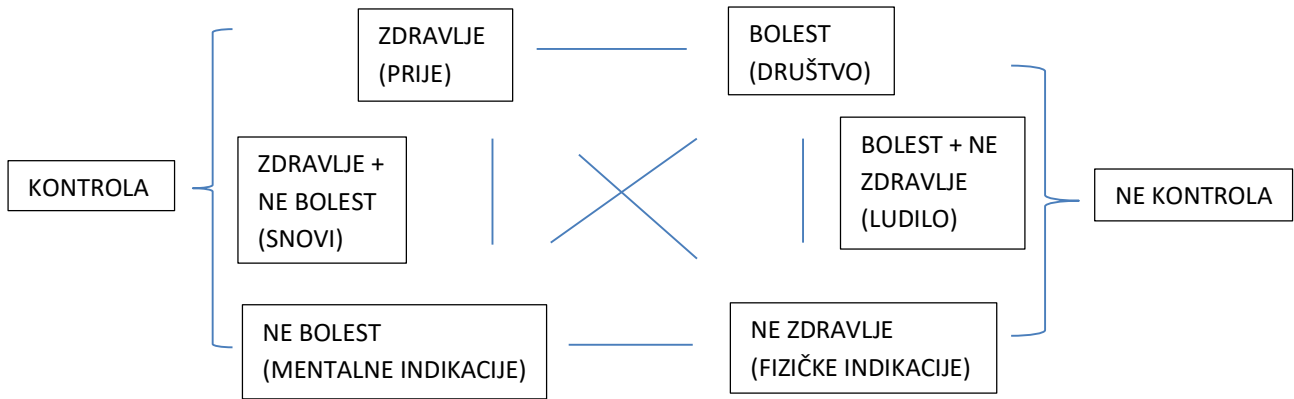 ZDRAVLJE
(PRIJE)
BOLEST
(DRUŠTVO)
KONTROLA
ZDRAVLJE +
NE BOLEST
(SNOVI)
BOLEST + NE
ZDRAVLJE
(LUDILO)
NE KONTROLA
NE BOLEST
(MENTALNE INDIKACIJE)
NE ZDRAVLJE
(FIZIČKE INDIKACIJE)